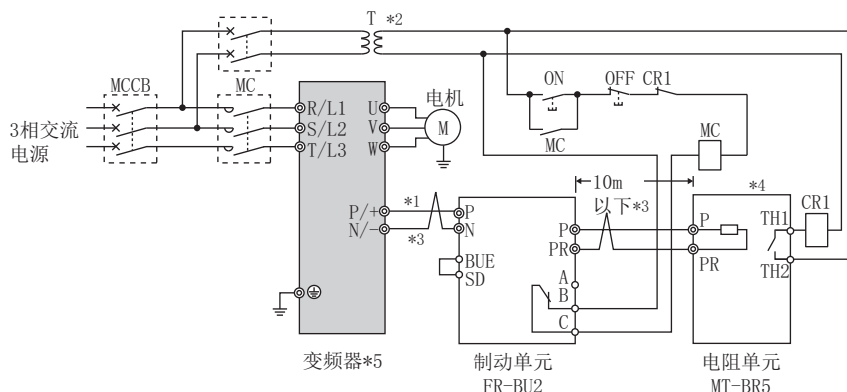 T *2
MCCB
MC
ON
OFF
CR1
MC
3相交流
电源
R/L1
S/L2
T/L3
U
V
W
电机
M
MC
P/+
N/−
*1
*3
P
N
BUE
SD
10m
以下*3
P
PR
A
B
C
*4
P
PR
TH1
TH2
CR1
变频器*5
制动单元
FR-BU2
电阻单元
MT-BR5